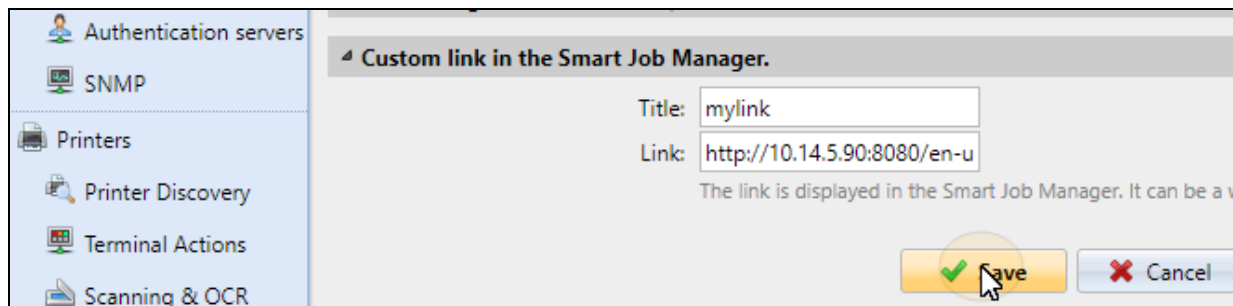 Authentication servers
SNMP
Printers
Printer Discovery
Terminal Actions
Scanning & OCR
Custom link in the Smart Job Manager.
Title: mylink
Link: http://10.14.5.90:8080/en-u
The link is displayed in the Smart Job Manager. It can be a
Save
Cancel